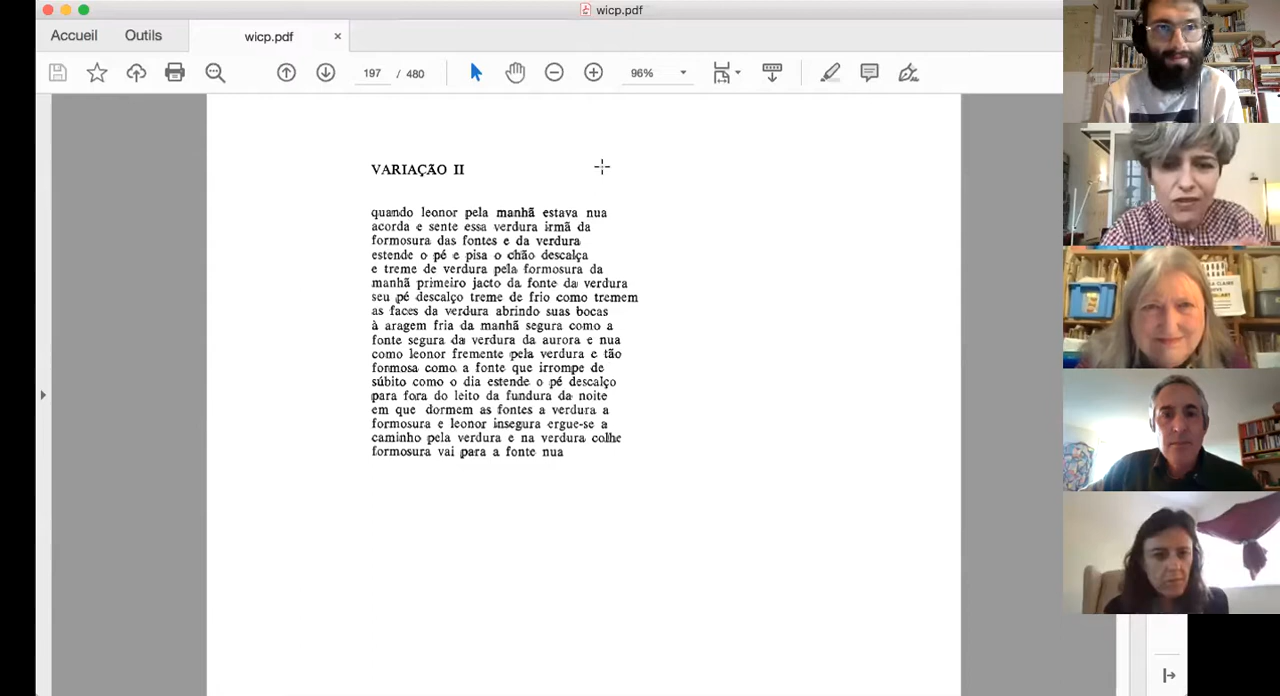 wicp.pdf
Accueil
Outils
wicp.pdf
×
197 / 480
96%
VARIAÇÃO II
quando leonor pela manhã estava nua
acorda e sente essa verdura irmã da
formosura das fontes e da verdura
estende o pé e pisa o chão descalça
e treme de verdura pela formosura da
manhã primeiro jacto da fonte da verdura
seu pé descalço treme de frio como tremem
as faces da verdura abrindo suas bocas
à aragem fria da manhã segura como a
fonte segura da verdura da aurora e nua
como leonor fremente pela verdura e tão
formosa como a fonte que irrompe de
súbito como o dia estende o pé descalço
para fora do leito da fundura da noite
em que dormem as fontes a verdura a
formosura e leonor insegura ergue-se a
caminho pela verdura e na verdura colhe
formosura vai para a fonte nua